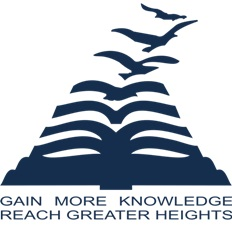 GAIN MORE KNOWLEDGE
REACH GREATER HEIGHTS